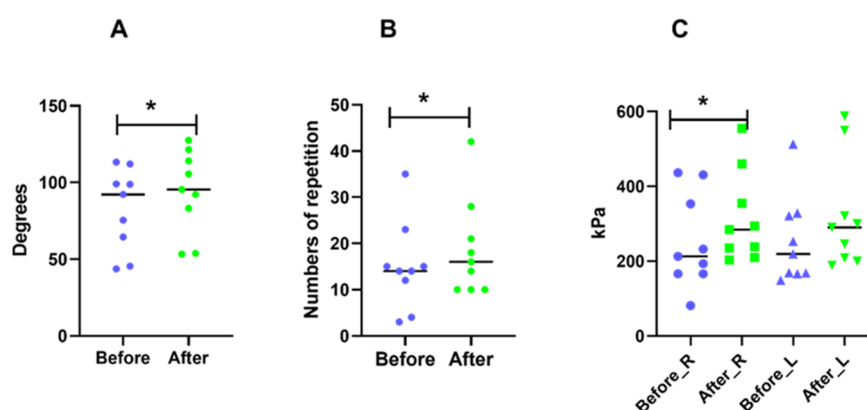 A
B
C
Degrees
150
100
50
0
*
Before
After
Numbers of repetition
50
40
30
20
10
0
*
Before
After
kPa
600
400
200
0
*
Before_R
After_R
Before_L
After_L